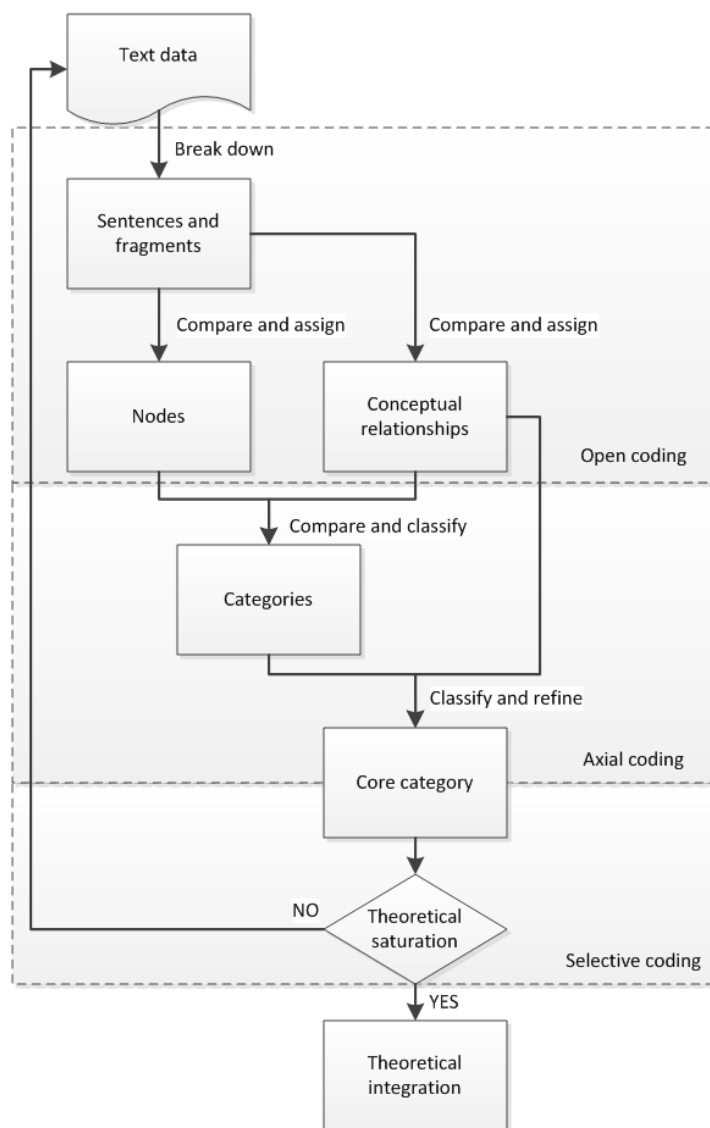 Text data
Break down
Sentences and
fragments
Compare and assign
Compare and assign
Nodes
Conceptual
relationships
Open coding
Compare and classify
Categories
Classify and refine
Axial coding
Core category
NO
Theoretical
saturation
Selective coding
YES
Theoretical
integration